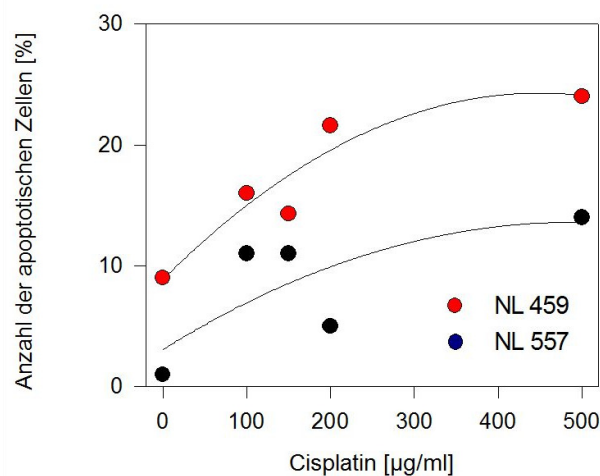 Anzahl der apoptotischen Zellen [%]
30
20
10
0
NL 459
NL 557
0 100 200 300 400 500
Cisplatin [µg/ml]